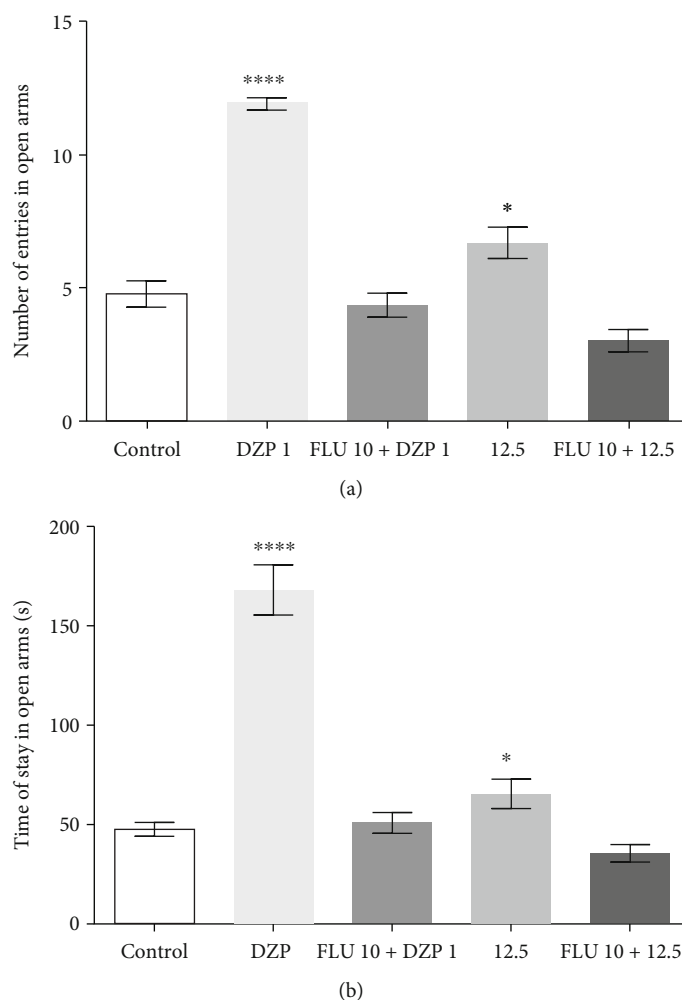 15
Number of entries in open arms
10
5
0
****
*
Control DZP 1 FLU 10 + DZP 1 12.5 FLU 10 + 12.5
(a)
200
Time of stay in open arms (s)
150
100
50
0
****
*
Control DZP FLU 10 + DZP 1 12.5 FLU 10 + 12.5
(b)